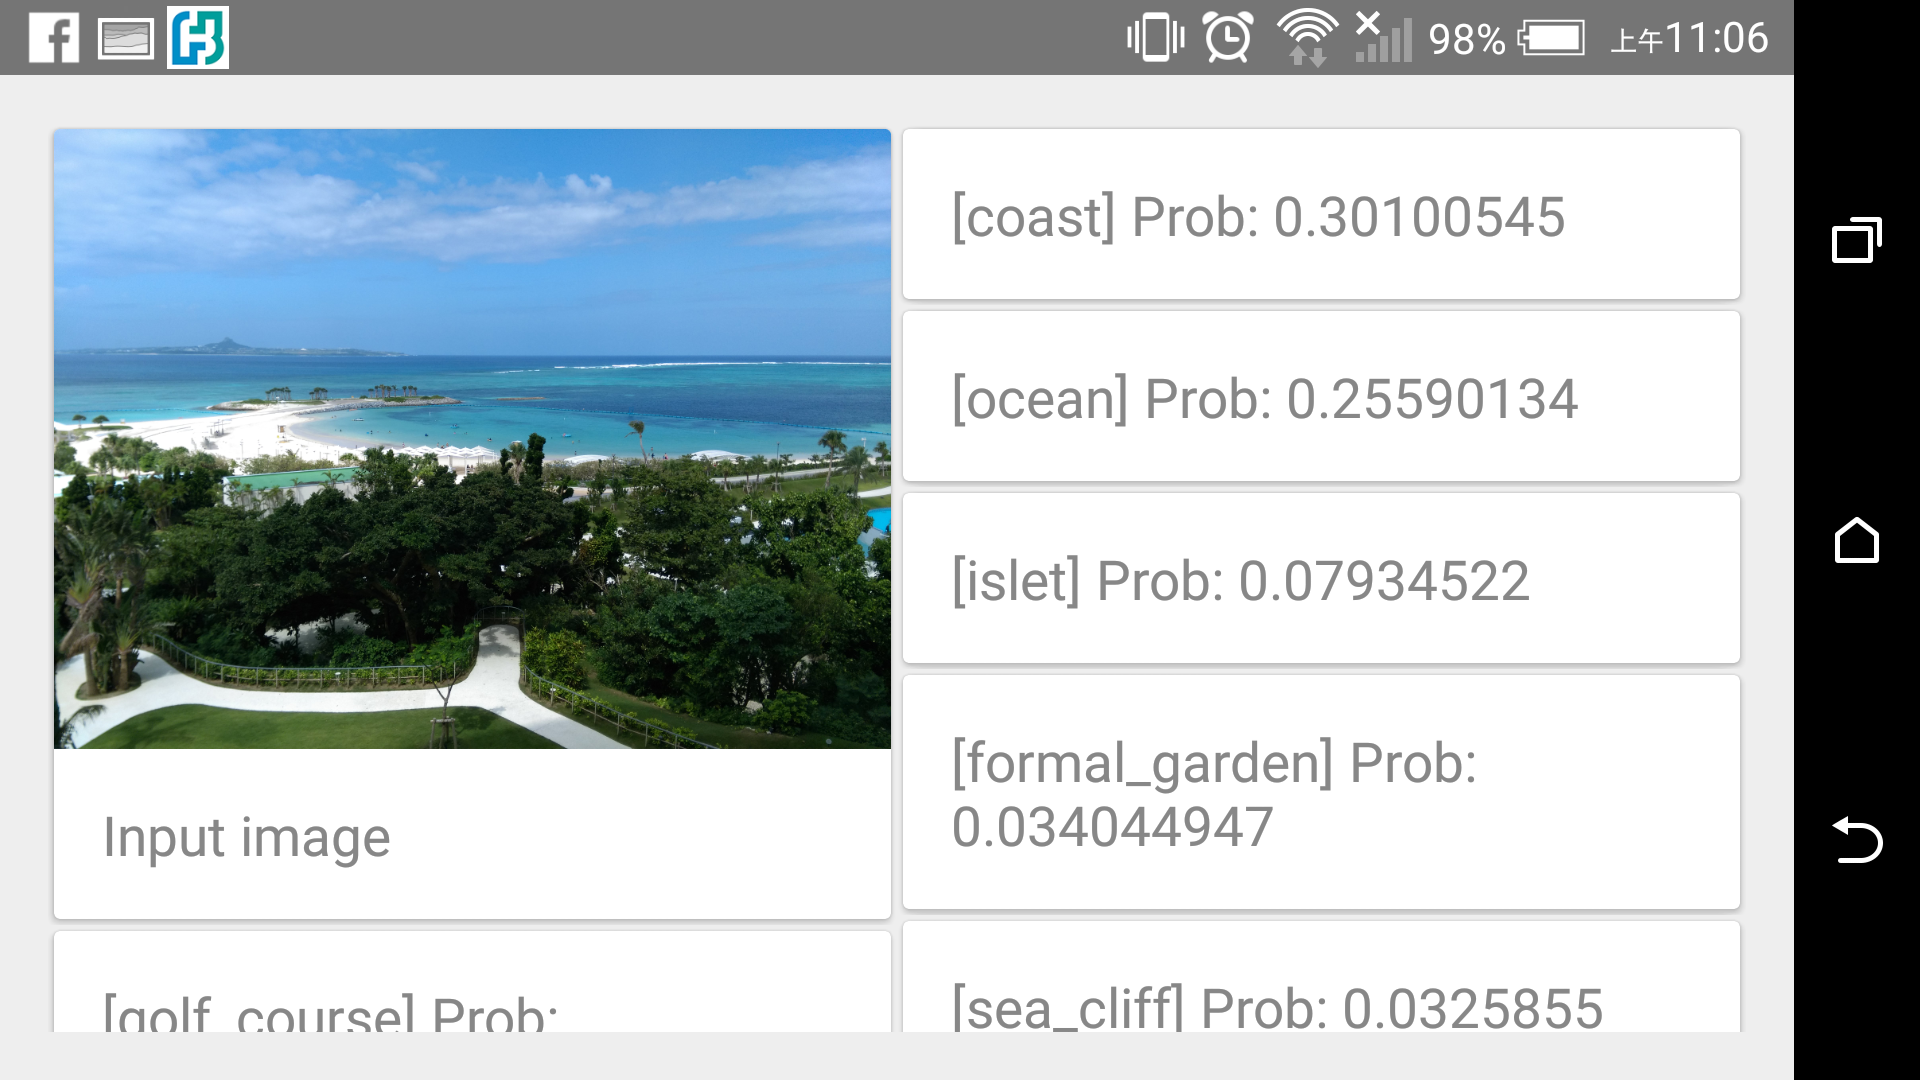 98% 上午11:06
Input image
[golf_course] Prob:
[coast] Prob: 0.30100545
[ocean] Prob: 0.25590134
[islet] Prob: 0.07934522
[formal_garden] Prob:
0.034044947
[sea_cliff] Prob: 0.0325855